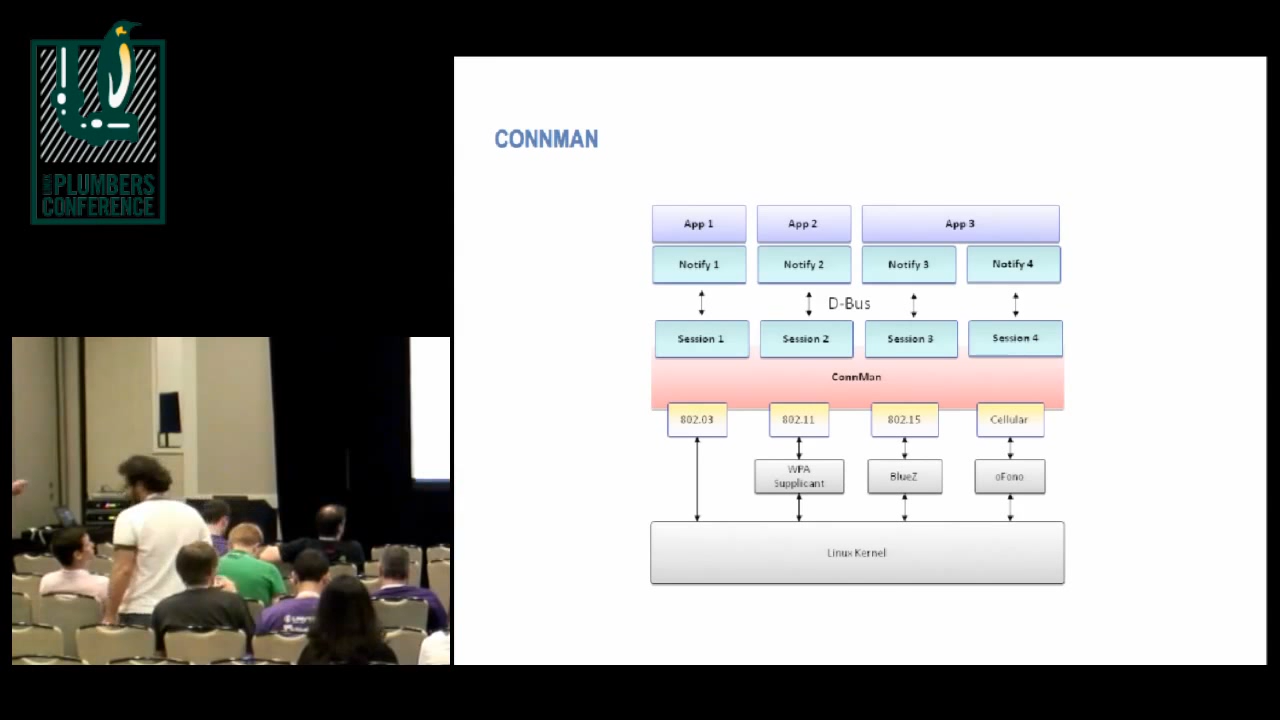 LINUX
PLUMBERS
CONFERENCE
CONNMAN
App 1
App 2
App 3
Notify 1
Notify 2
Notify 3
Notify 4
D-Bus
Session 1
Session 2
Session 3
Session 4
ConnMan
802.03
802.11
802.15
Cellular
WPA
Supplicant
BlueZ
oFono
Linux Kernel